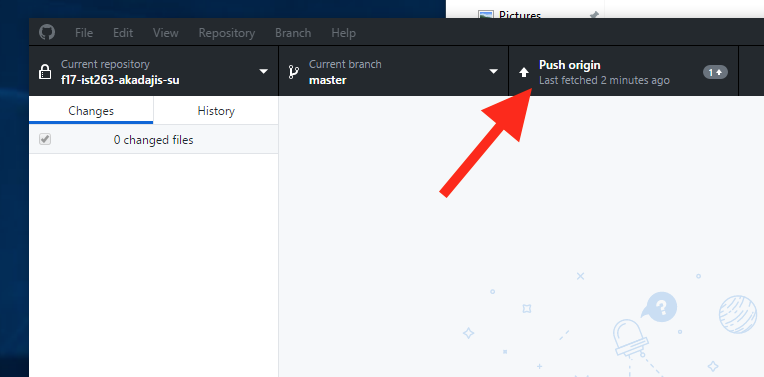 Pictures
File Edit View Repository Branch Help
Current repository
f17-ist263-akadajis-su
Current branch
master
Push origin
Last fetched 2 minutes ago
1
Changes History
0 changed files
?